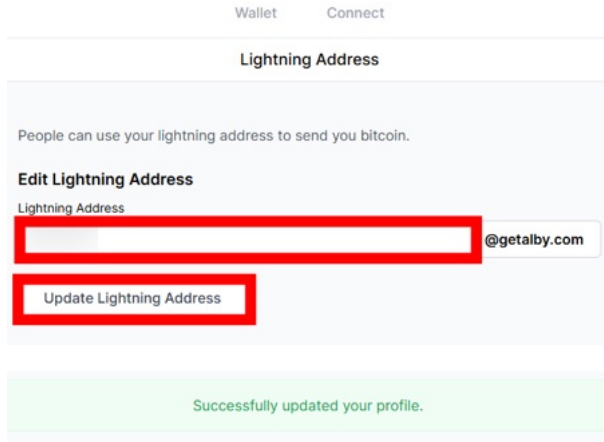 Wallet Connect
Lightning Address
People can use your lightning address to send you bitcoin.
Edit Lightning Address
Lightning Address
@getalby.com
Update Lightning Address
Successfully updated your profile.